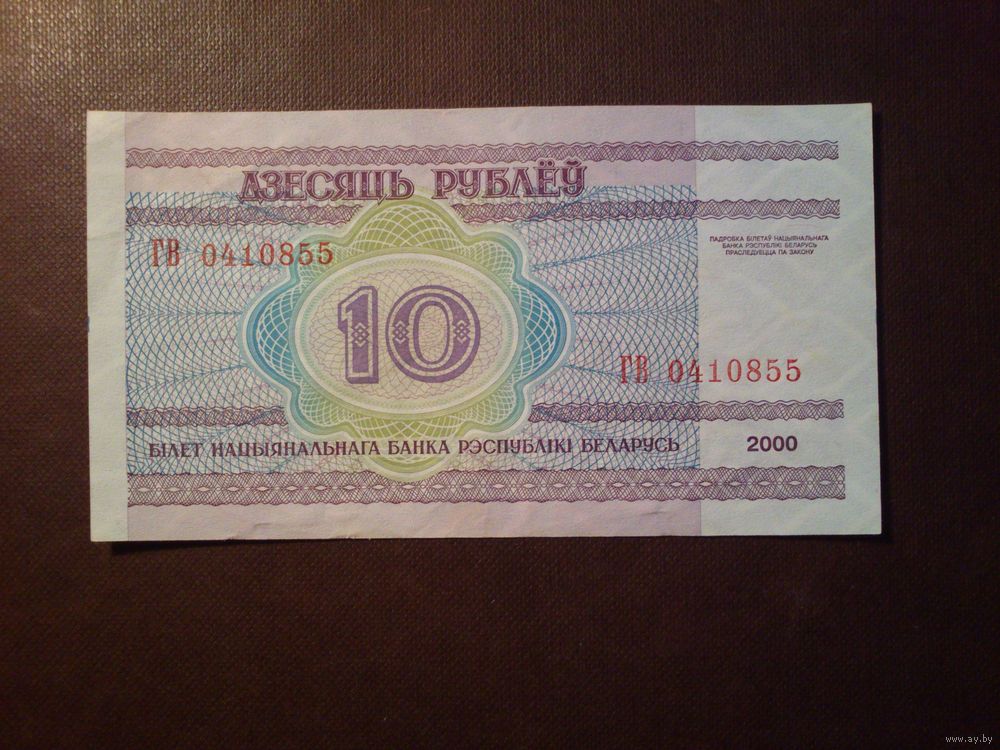 ДЗЕСЯЦЬ РУБЛЁЎ
ГВ 0410855
ПАДРОБКА БІЛЕТАЎ НАЦЫЯНАЛЬНАГА
БАНКА РЭСПУБЛІКІ БЕЛАРУСЬ
ПРАСЛЕДУЕЦЦА ПА ЗАКОНУ
10
ГВ 0410855
БІЛЕТ НАЦЫЯНАЛЬНАГА БАНКА РЭСПУБЛІКІ БЕЛАРУСЬ
2000
www.ay.by